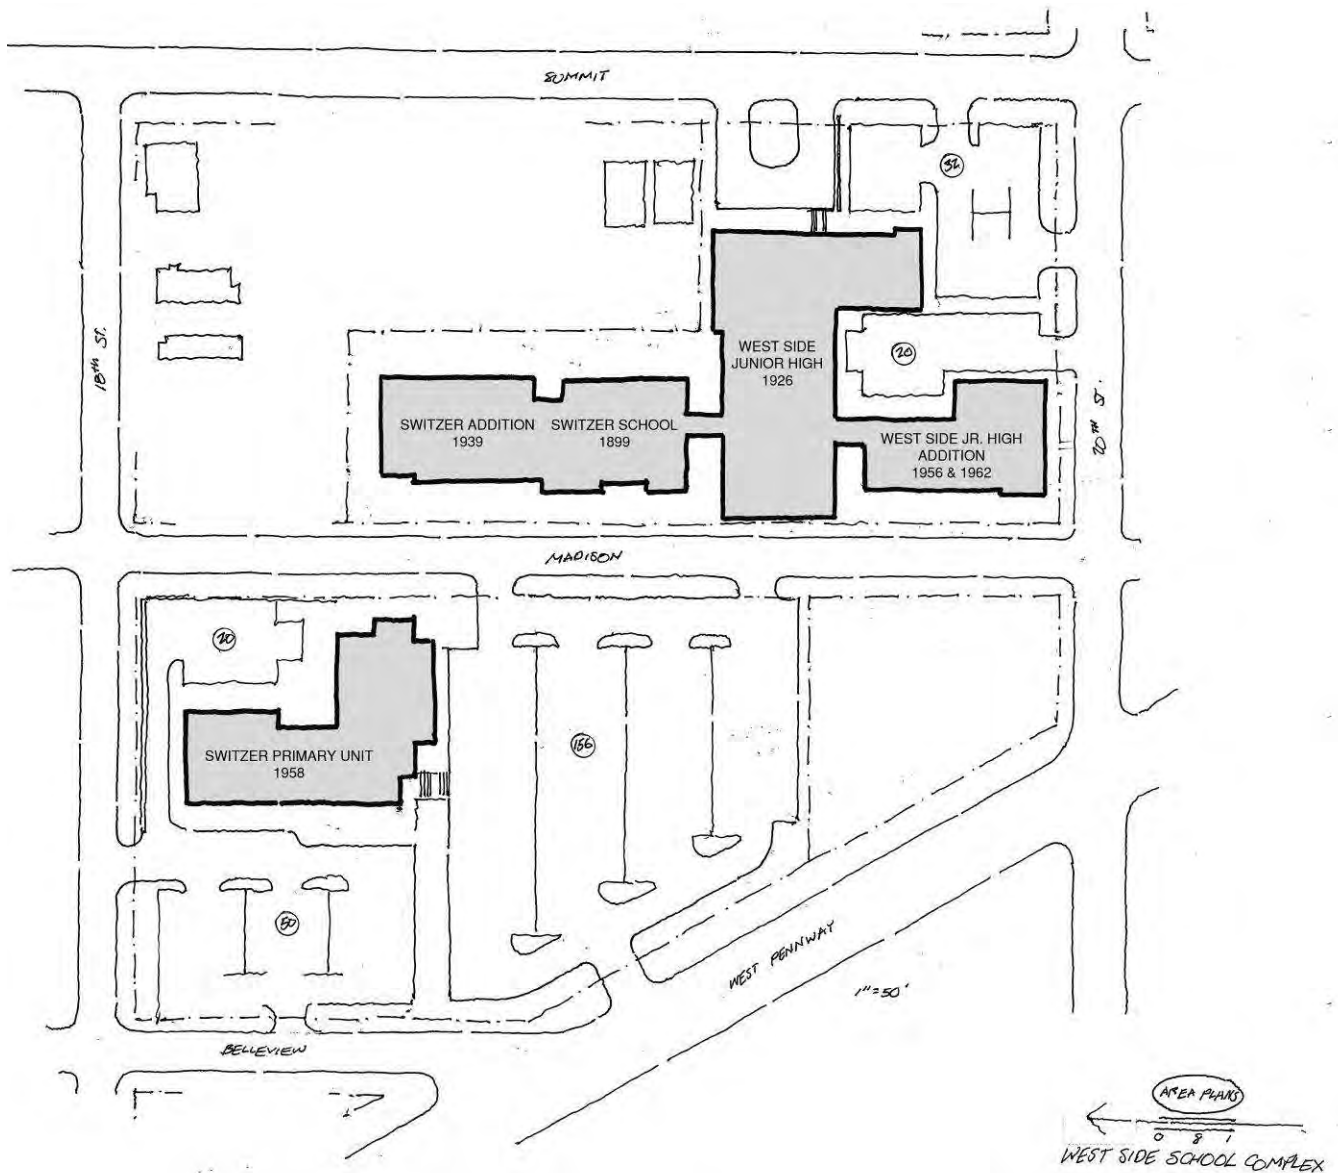 SUMMIT
32
18TH ST.
WEST SIDE
JUNIOR HIGH
1926
20
20TH ST.
SWITZER ADDITION
1939
SWITZER SCHOOL
1899
WEST SIDE JR. HIGH
ADDITION
1956 & 1962
MADISON
20
156
SWITZER PRIMARY UNIT
1958
50
WEST PENNWAY
1"=50'
BELLEVIEW
AREA PLANS
0 8 1
WEST SIDE SCHOOL COMPLEX